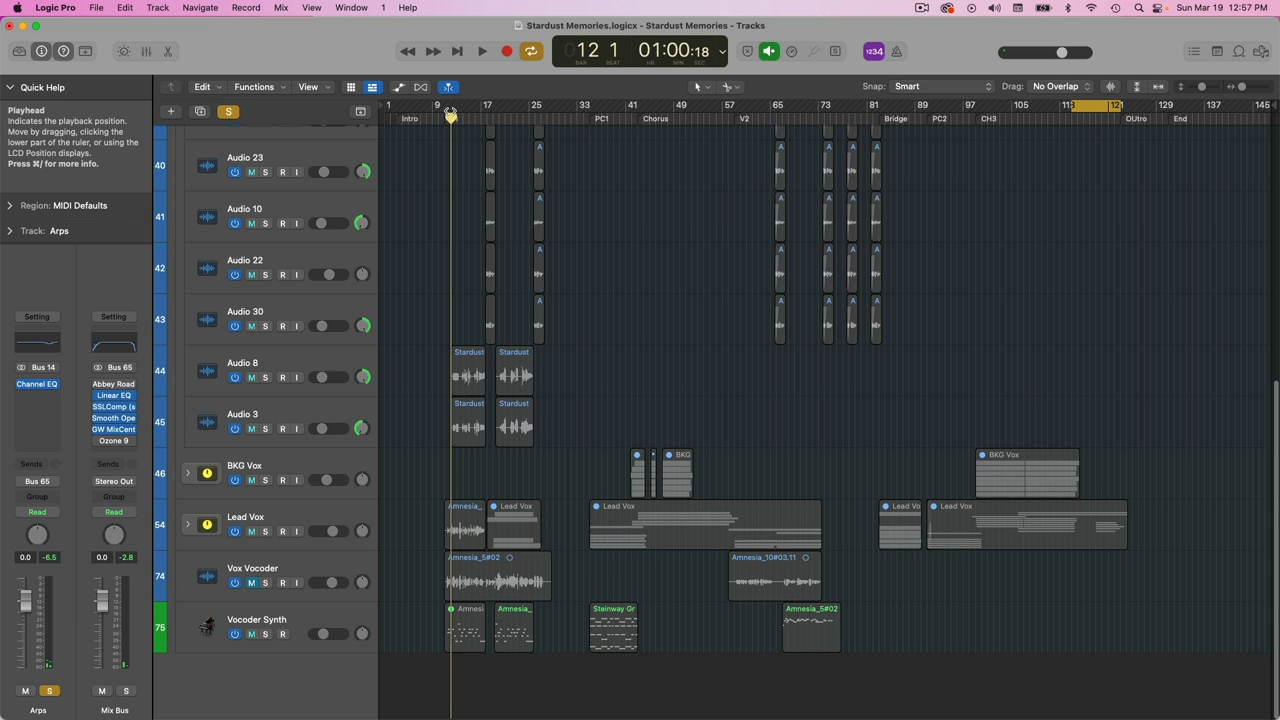 Logic Pro File Edit Track Navigate Record Mix View Window 1 Help Sun Mar 19 12:57 PM
Stardust Memories.logicx - Stardust Memories - Tracks
12 1 01:00:18
BAR BEAT HR MIN SEC
1234
Quick Help
Edit Functions View Snap: Smart Drag: No Overlap
Playhead
Indicates the playback position.
Move by dragging, clicking the
lower part of the ruler, or using the
LCD Position displays.
Press ⌘/ for more info.
S
1 9 17 25 33 41 49 57 65 73 81 89 97 105 113 121 129 137 145
Intro PC1 Chorus V2 Bridge PC2 CH3 OUtro End
Region: MIDI Defaults
Track: Arps
40 Audio 23 M S R I A A A A A
41 Audio 10 M S R I A A A A A
42 Audio 22 M S R I A A A A A
43 Audio 30 M S R I A A A A A
44 Audio 8 M S R I Stardust Stardust
45 Audio 3 M S R I Stardust Stardust
46 BKG Vox M S R I BKG BKG Vox
54 Lead Vox M S R I Amnesia_ Lead Vox Lead Vox Lead Vo Lead Vox
74 Vox Vocoder M S R I Amnesia_5#02 Amnesia_10#03.11
75 Vocoder Synth M S R Amnesi Amnesia_ Steinway Gr Amnesia_5#02
Setting Setting
Bus 14 Bus 65
Channel EQ Abbey Road
Linear EQ
SSLComp (s
Smooth Ope
GW MixCent
Ozone 9
Sends Sends
Bus 65 Stereo Out
Group Group
Read Read
0.0 -6.5 0.0 -2.8
M S M S
Arps Mix Bus